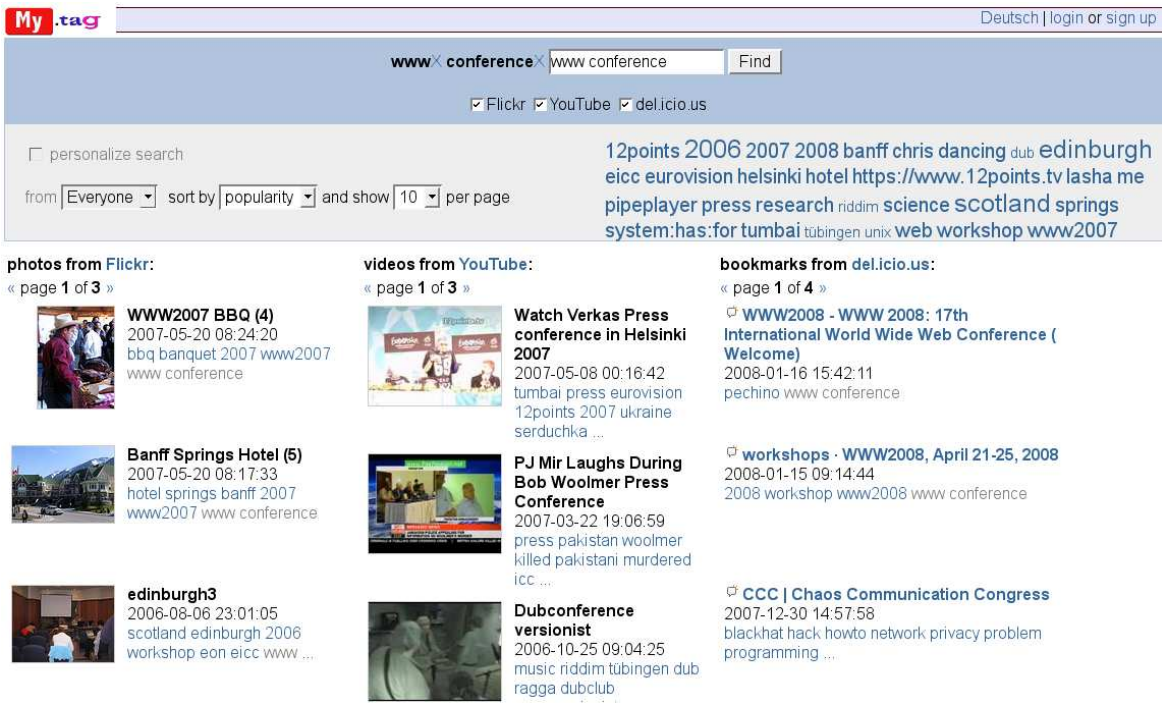 My.tag
Deutsch | login or sign up
wwwX conferenceX www conference Find
Flickr YouTube del.icio.us
personalize search
from Everyone sort by popularity and show 10 per page
12points 2006 2007 2008 banff chris dancing dub edinburgh
eicc eurovision helsinki hotel https://www.12points.tv lasha me
pipeplayer press research riddim science scotland springs
system:has:for tumbai tübingen unix web workshop www2007
photos from Flickr:
« page 1 of 3 »
WWW2007 BBQ (4)
2007-05-20 08:24:20
bbq banquet 2007 www2007
www conference
Banff Springs Hotel (5)
2007-05-20 08:17:33
hotel springs banff 2007
www2007 www conference
edinburgh3
2006-08-06 23:01:05
scotland edinburgh 2006
workshop eon eicc www ...
videos from YouTube:
« page 1 of 3 »
12points.tv
Watch Verkas Press
conference in Helsinki
2007
2007-05-08 00:16:42
tumbai press eurovision
12points 2007 ukraine
serduchka ...
PJ Mir Laughs During
Bob Woolmer Press
Conference
2007-03-22 19:06:59
press pakistan woolmer
killed pakistani murdered
icc ...
Dubconference
versionist
2006-10-25 09:04:25
music riddim tübingen dub
ragga dubclub
bookmarks from del.icio.us:
« page 1 of 4 »
WWW2008 - WWW 2008: 17th
International World Wide Web Conference (
Welcome)
2008-01-16 15:42:11
pechino www conference
workshops · WWW2008, April 21-25, 2008
2008-01-15 09:14:44
2008 workshop www2008 www conference
CCC | Chaos Communication Congress
2007-12-30 14:57:58
blackhat hack howto network privacy problem
programming ...